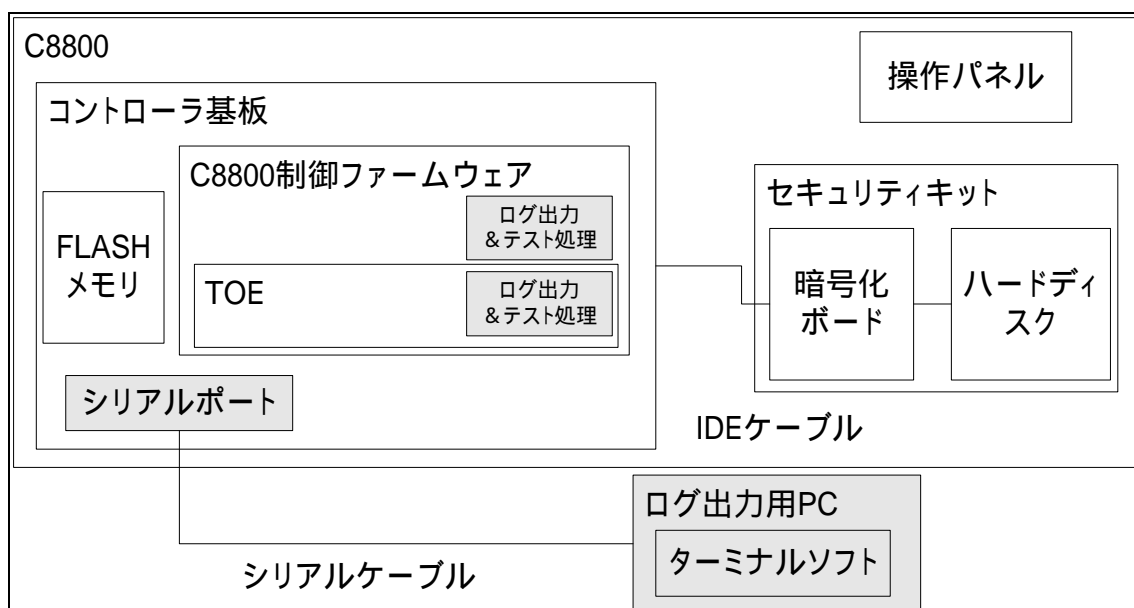 C8800
操作パネル
コントローラ基板
C8800制御ファームウェア
ログ出力
&テスト処理
FLASH
メモリ
TOE
ログ出力
&テスト処理
シリアルポート
セキュリティキット
暗号化
ボード
ハードディ
スク
IDEケーブル
ログ出力用PC
ターミナルソフト
シリアルケーブル